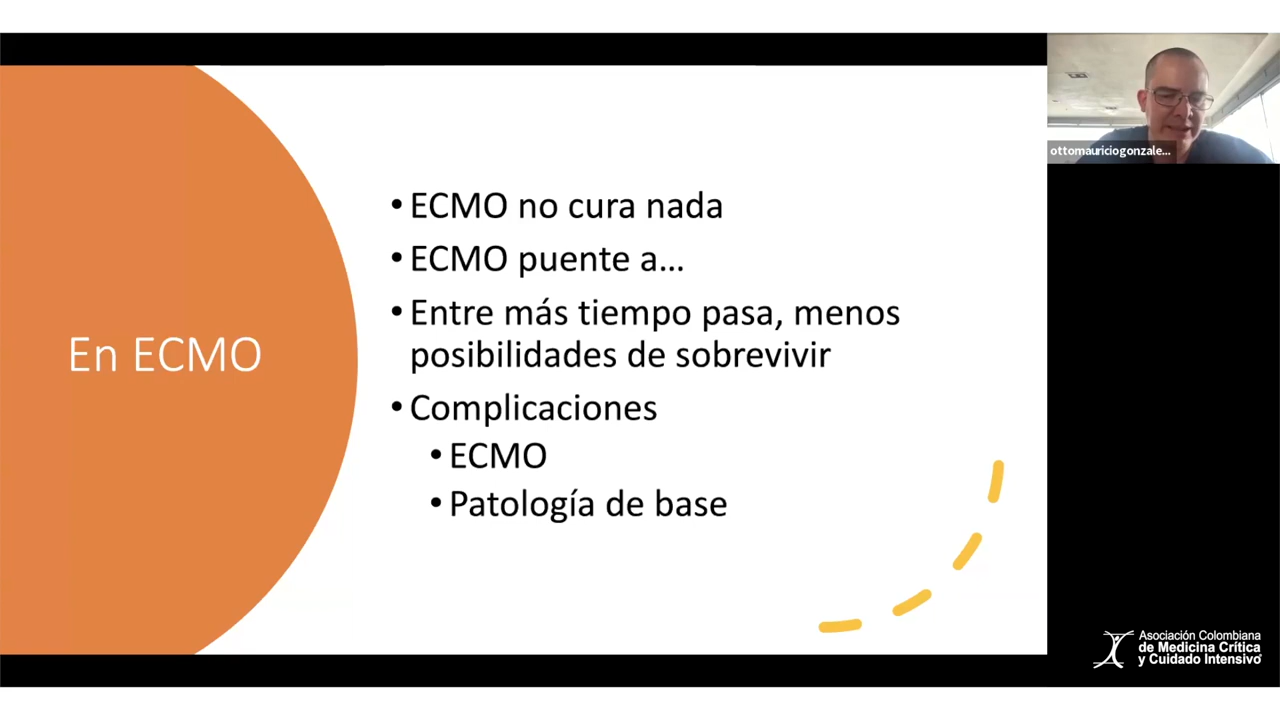 ottomauriciogonzale...
En ECMO
• ECMO no cura nada
• ECMO puente a...
• Entre más tiempo pasa, menos
posibilidades de sobrevivir
• Complicaciones
• ECMO
• Patología de base
Asociación Colombiana
de Medicina Crítica
y Cuidado Intensivo